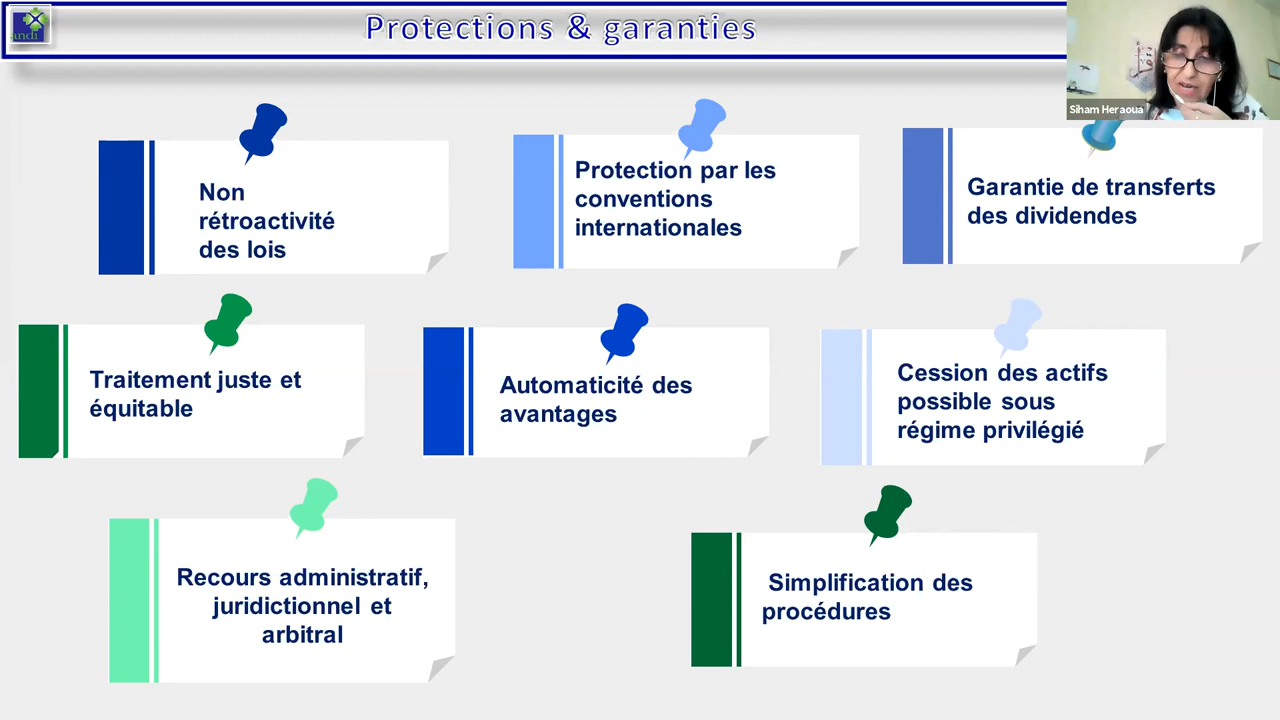 andi
Protections & garanties
Siham Heraoua
Non
rétroactivité
des lois
Protection par les
conventions
internationales
Garantie de transferts
des dividendes
Traitement juste et
équitable
Automaticité des
avantages
Cession des actifs
possible sous
régime privilégié
Recours administratif,
juridictionnel et
arbitral
Simplification des
procédures